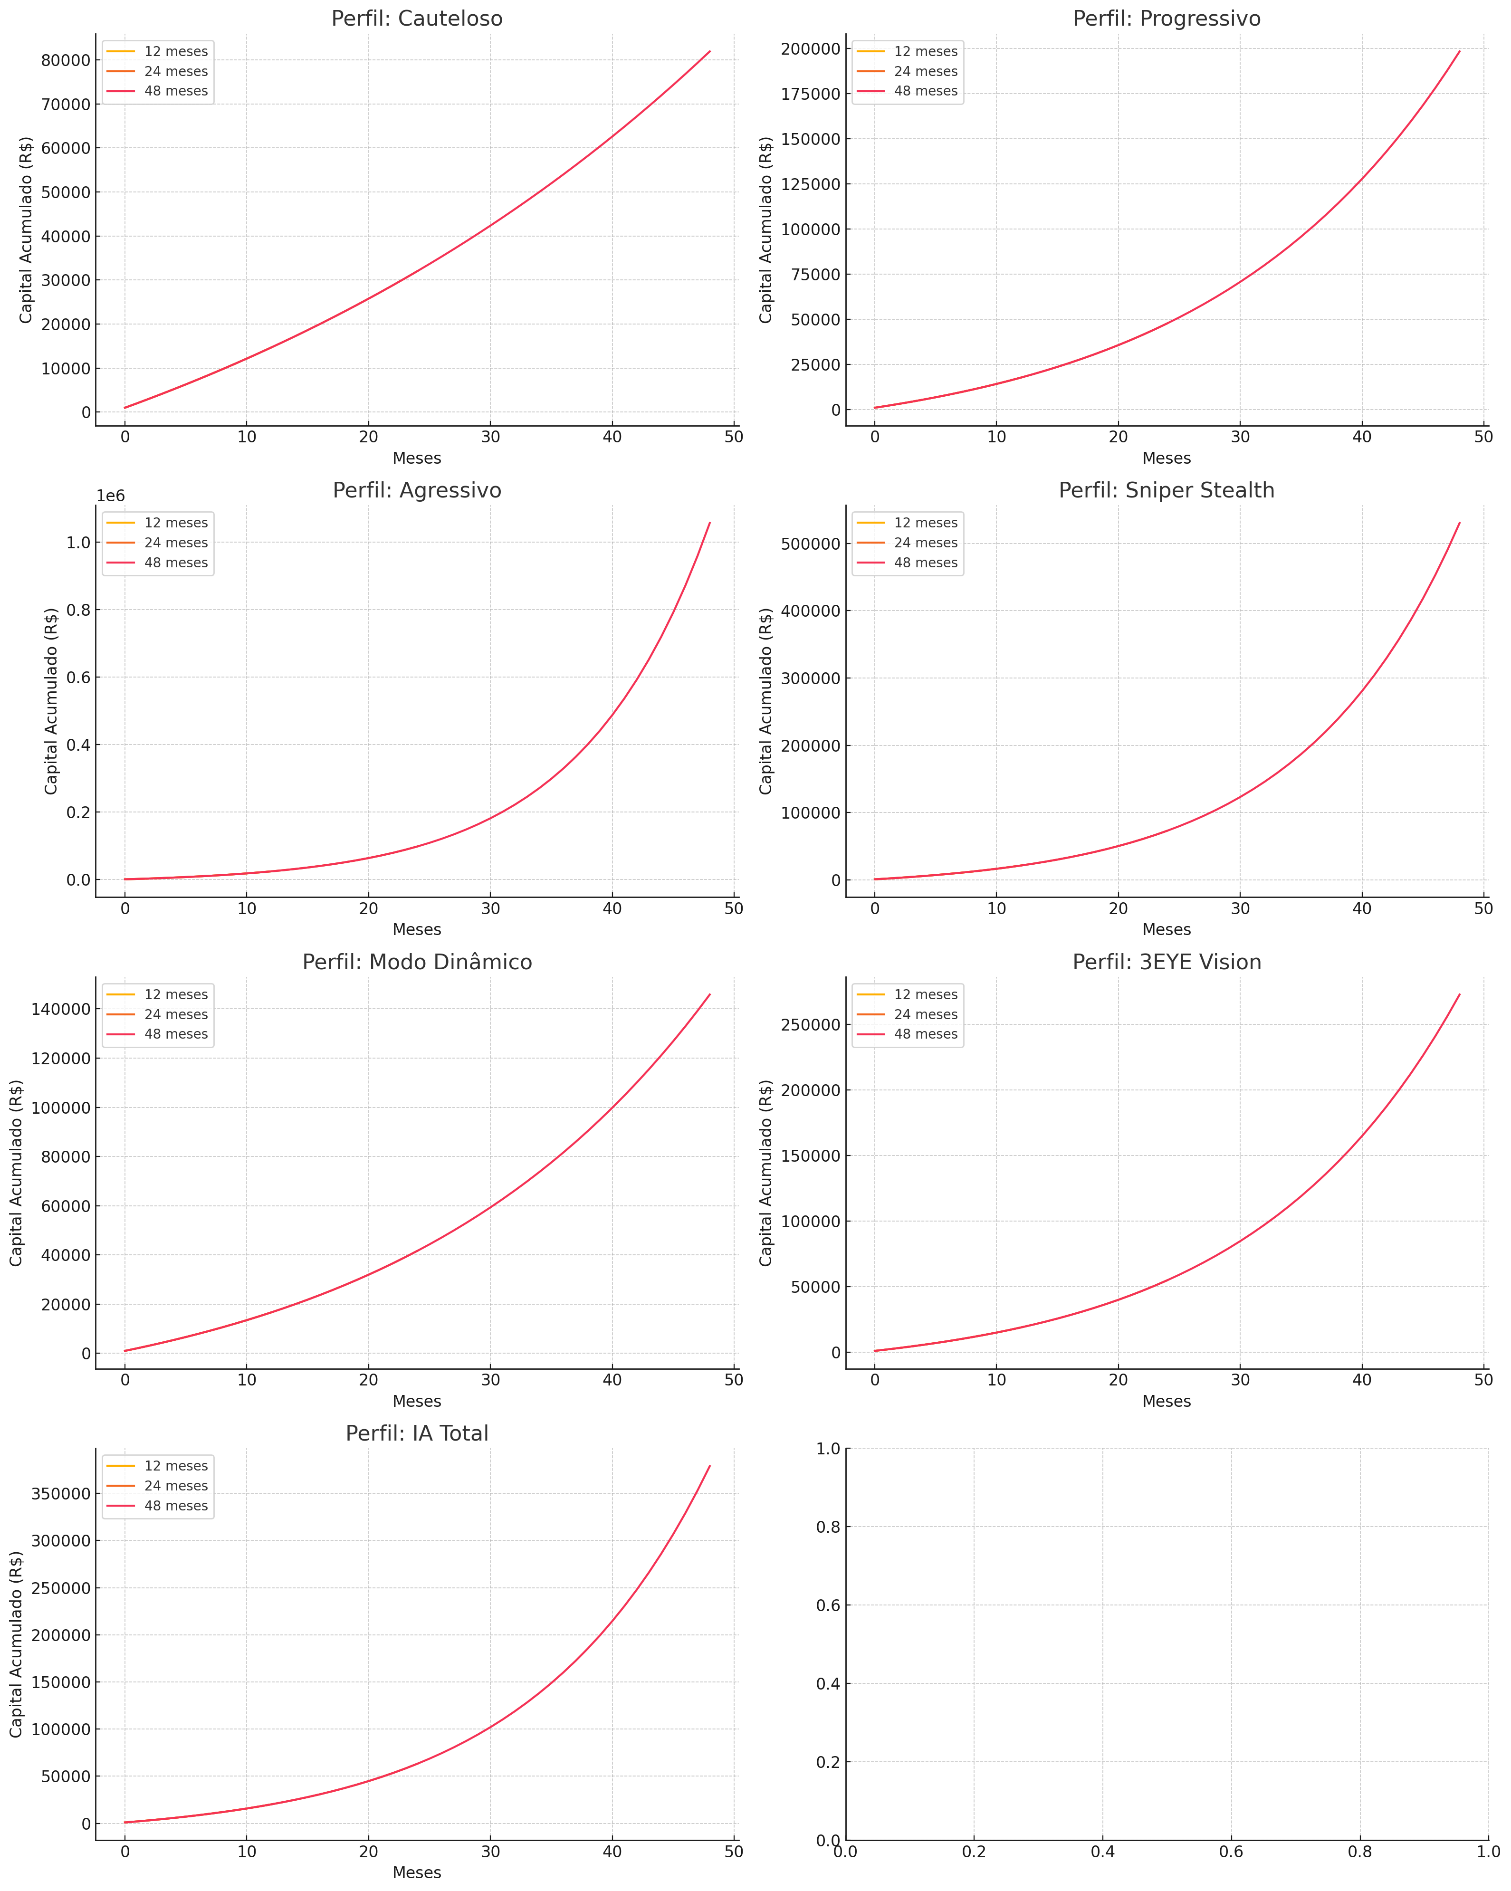 Perfil: Cauteloso
12 meses
24 meses
48 meses
Capital Acumulado (R$)
80000
70000
60000
50000
40000
30000
20000
10000
0
0 10 20 30 40 50
Meses
Perfil: Progressivo
12 meses
24 meses
48 meses
Capital Acumulado (R$)
200000
175000
150000
125000
100000
75000
50000
25000
0
0 10 20 30 40 50
Meses
Perfil: Agressivo
1e6
12 meses
24 meses
48 meses
Capital Acumulado (R$)
1.0
0.8
0.6
0.4
0.2
0.0
0 10 20 30 40 50
Meses
Perfil: Sniper Stealth
12 meses
24 meses
48 meses
Capital Acumulado (R$)
500000
400000
300000
200000
100000
0
0 10 20 30 40 50
Meses
Perfil: Modo Dinâmico
12 meses
24 meses
48 meses
Capital Acumulado (R$)
140000
120000
100000
80000
60000
40000
20000
0
0 10 20 30 40 50
Meses
Perfil: 3EYE Vision
12 meses
24 meses
48 meses
Capital Acumulado (R$)
250000
200000
150000
100000
50000
0
0 10 20 30 40 50
Meses
Perfil: IA Total
12 meses
24 meses
48 meses
Capital Acumulado (R$)
350000
300000
250000
200000
150000
100000
50000
0
0 10 20 30 40 50
Meses
1.0
0.8
0.6
0.4
0.2
0.0
0.0 0.2 0.4 0.6 0.8 1.0